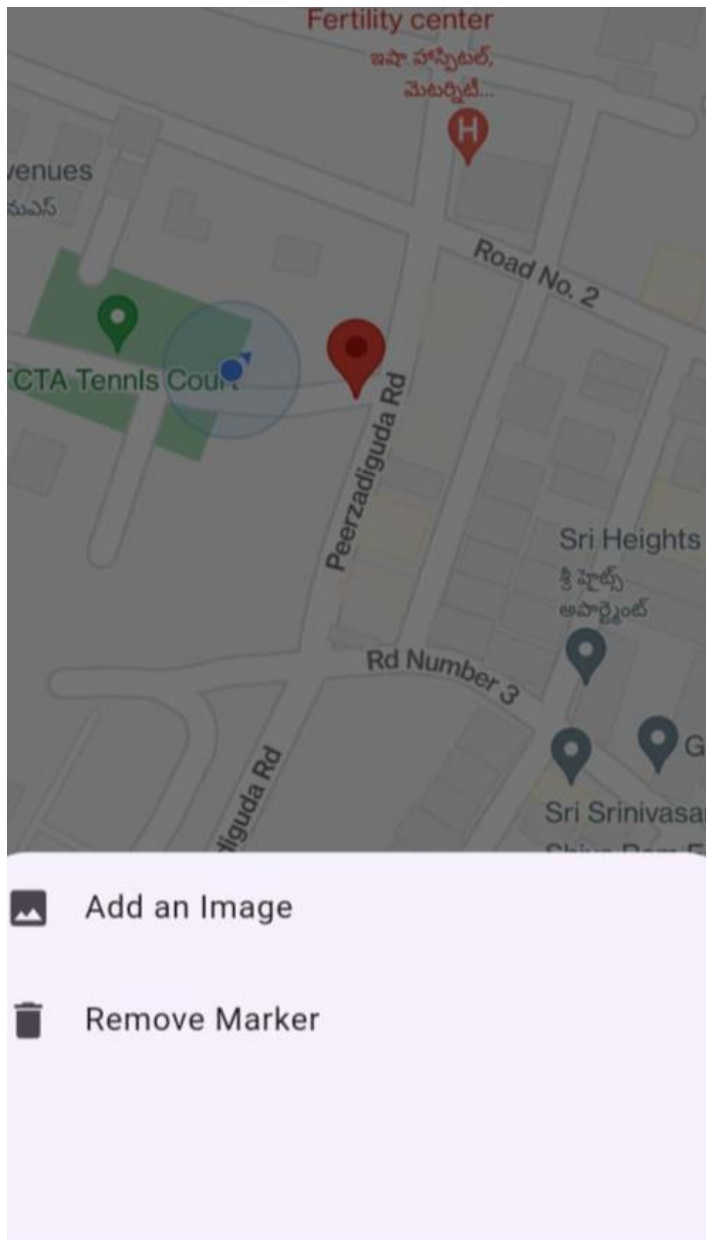 Fertility center
ఇషా హాస్పిటల్,
మెటర్నిటీ...
H
venues
నుఎస్
Road No. 2
TCTA TennIs Court
Peerzadiguda Rd
Sri Heights
శ్రీ హైట్స్
అపార్ట్మెంట్
Rd Number 3
G
diguda Rd
Sri Srinivasa
Add an Image
Remove Marker